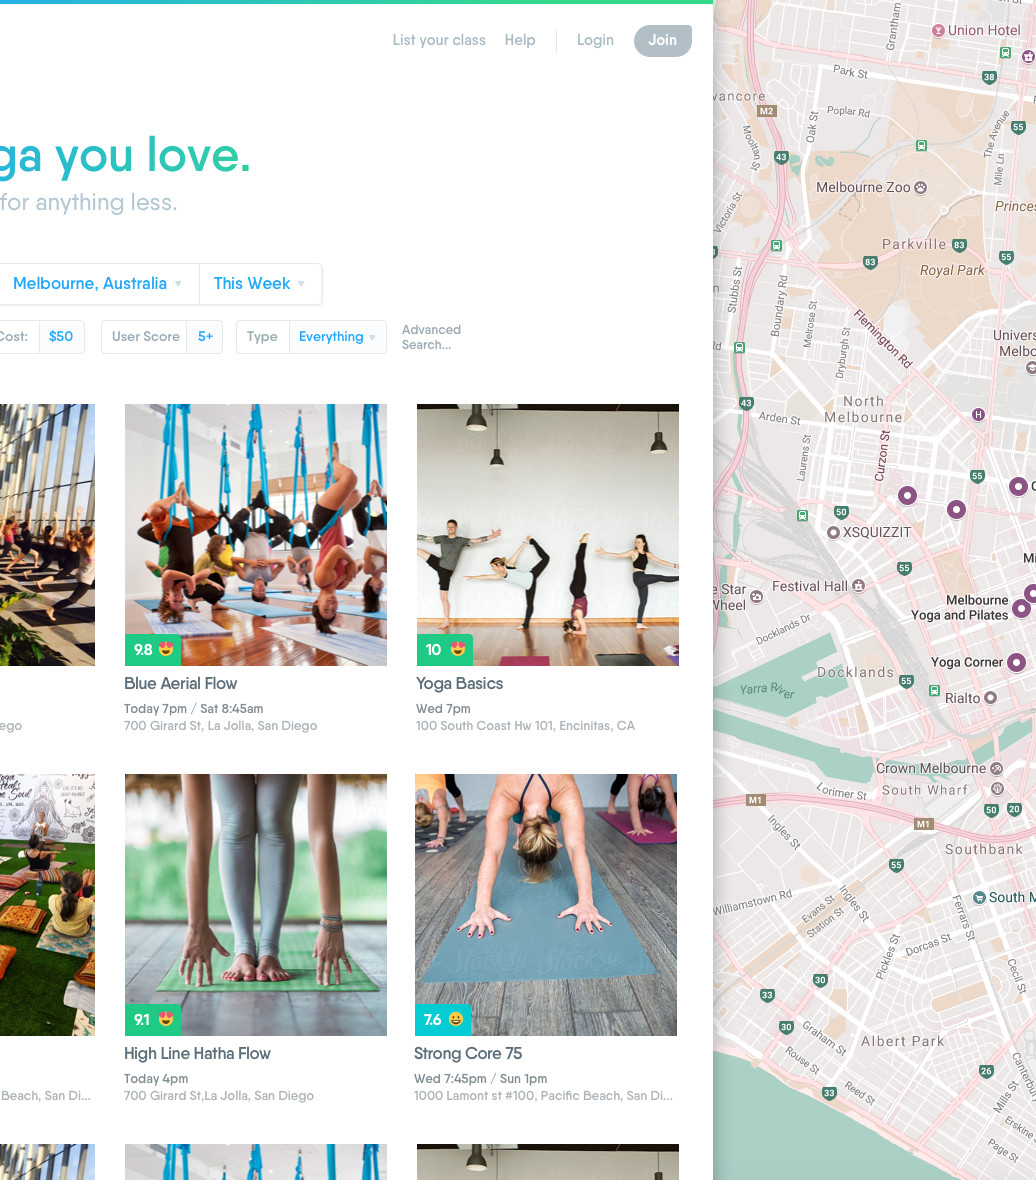 List your class
Help
Login
Join
ga you love.
for anything less.
Melbourne, Australia
This Week
Cost:
$50
User Score
5+
Type
Everything
Advanced
Search...
9.8
10
Blue Aerial Flow
Yoga Basics
Today 7pm / Sat 8:45am
Wed 7pm
ego
700 Girard St, La Jolla, San Diego
100 South Coast Hw 101, Encinitas, CA
9.1
7.6
High Line Hatha Flow
Strong Core 75
Today 4pm
Wed 7:45pm / Sun 1pm
Beach, San Di...
700 Girard St,La Jolla, San Diego
1000 Lamont st #100, Pacific Beach, San Di...
Grantham
Union Hotel
38
Park St
vancore
M2
Poplar Rd
Oak St
The Avenue
55
Mooltan St
43
Mile Ln
Melbourne Zoo
Victoria St
Princes
Parkville
83
83
55
Royal Park
Stubbs St
Boundary Rd
Melrose St
Flemington Rd
Dryburgh St
Univers
Melbo
Rd
43
North
Melbourne
H
Arden St
Laurens St
Curzon St
55
50
XSQUIZZIT
55
Festival Hall
e Star
Wheel
Melbourne
Yoga and Pilates
Docklands Dr
Yoga Corner
Docklands
55
Yarra River
Rialto
Crown Melbourne
South Wharf
Lorimer St
M1
50
20
M1
Ingles St
Southbank
55
South M
Williamstown Rd
Evans St
Station St
Ingles St
Ferrars St
Pickles St
Dorcas St
Cecil St
30
33
30
Graham St
Albert Park
Rouse St
26
Canterbury
Reed St
33
Mills St
Erskine
Page St